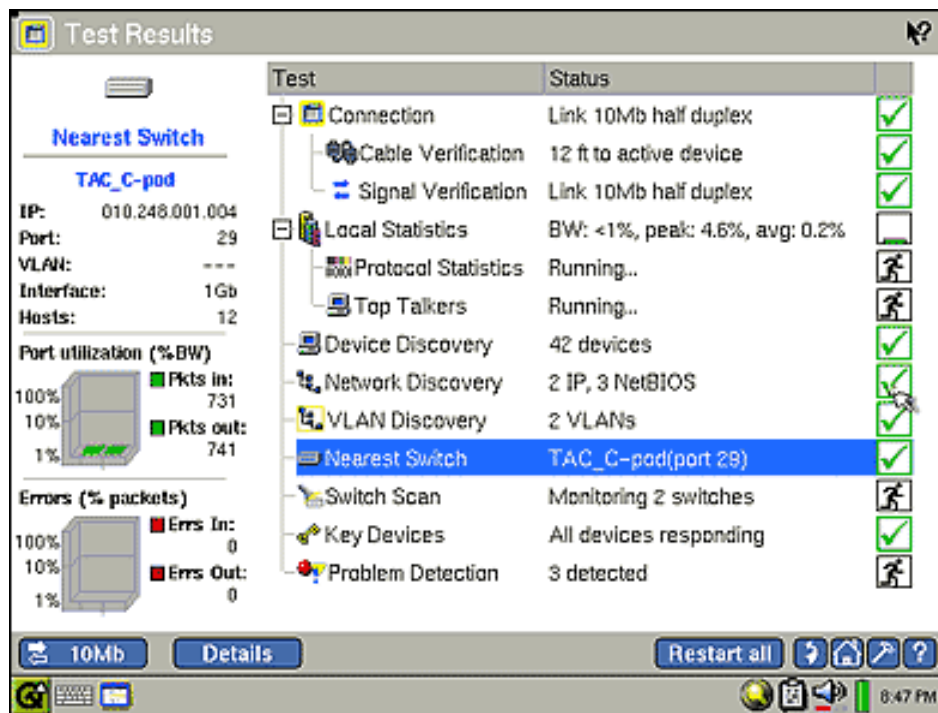 Test Results
Nearest Switch
TAC_C-pod
IP: 010.248.001.004
Port: 29
VLAN: ---
Interface: 1Gb
Hosts: 12
Port utilization (%BW)
100%
10%
1%
Pkts in:
731
Pkts out:
741
Errors (% packets)
100%
10%
1%
Errs In:
0
Errs Out:
0
Test Status
Connection Link 10Mb half duplex
Cable Verification 12 ft to active device
Signal Verification Link 10Mb half duplex
Local Statistics BW: <1%, peak: 4.6%, avg: 0.2%
Protocol Statistics Running...
Top Talkers Running...
Device Discovery 42 devices
Network Discovery 2 IP, 3 NetBIOS
VLAN Discovery 2 VLANs
Nearest Switch TAC_C-pod(port 29)
Switch Scan Monitoring 2 switches
Key Devices All devices responding
Problem Detection 3 detected
10Mb Details Restart all ?
8:47 PM